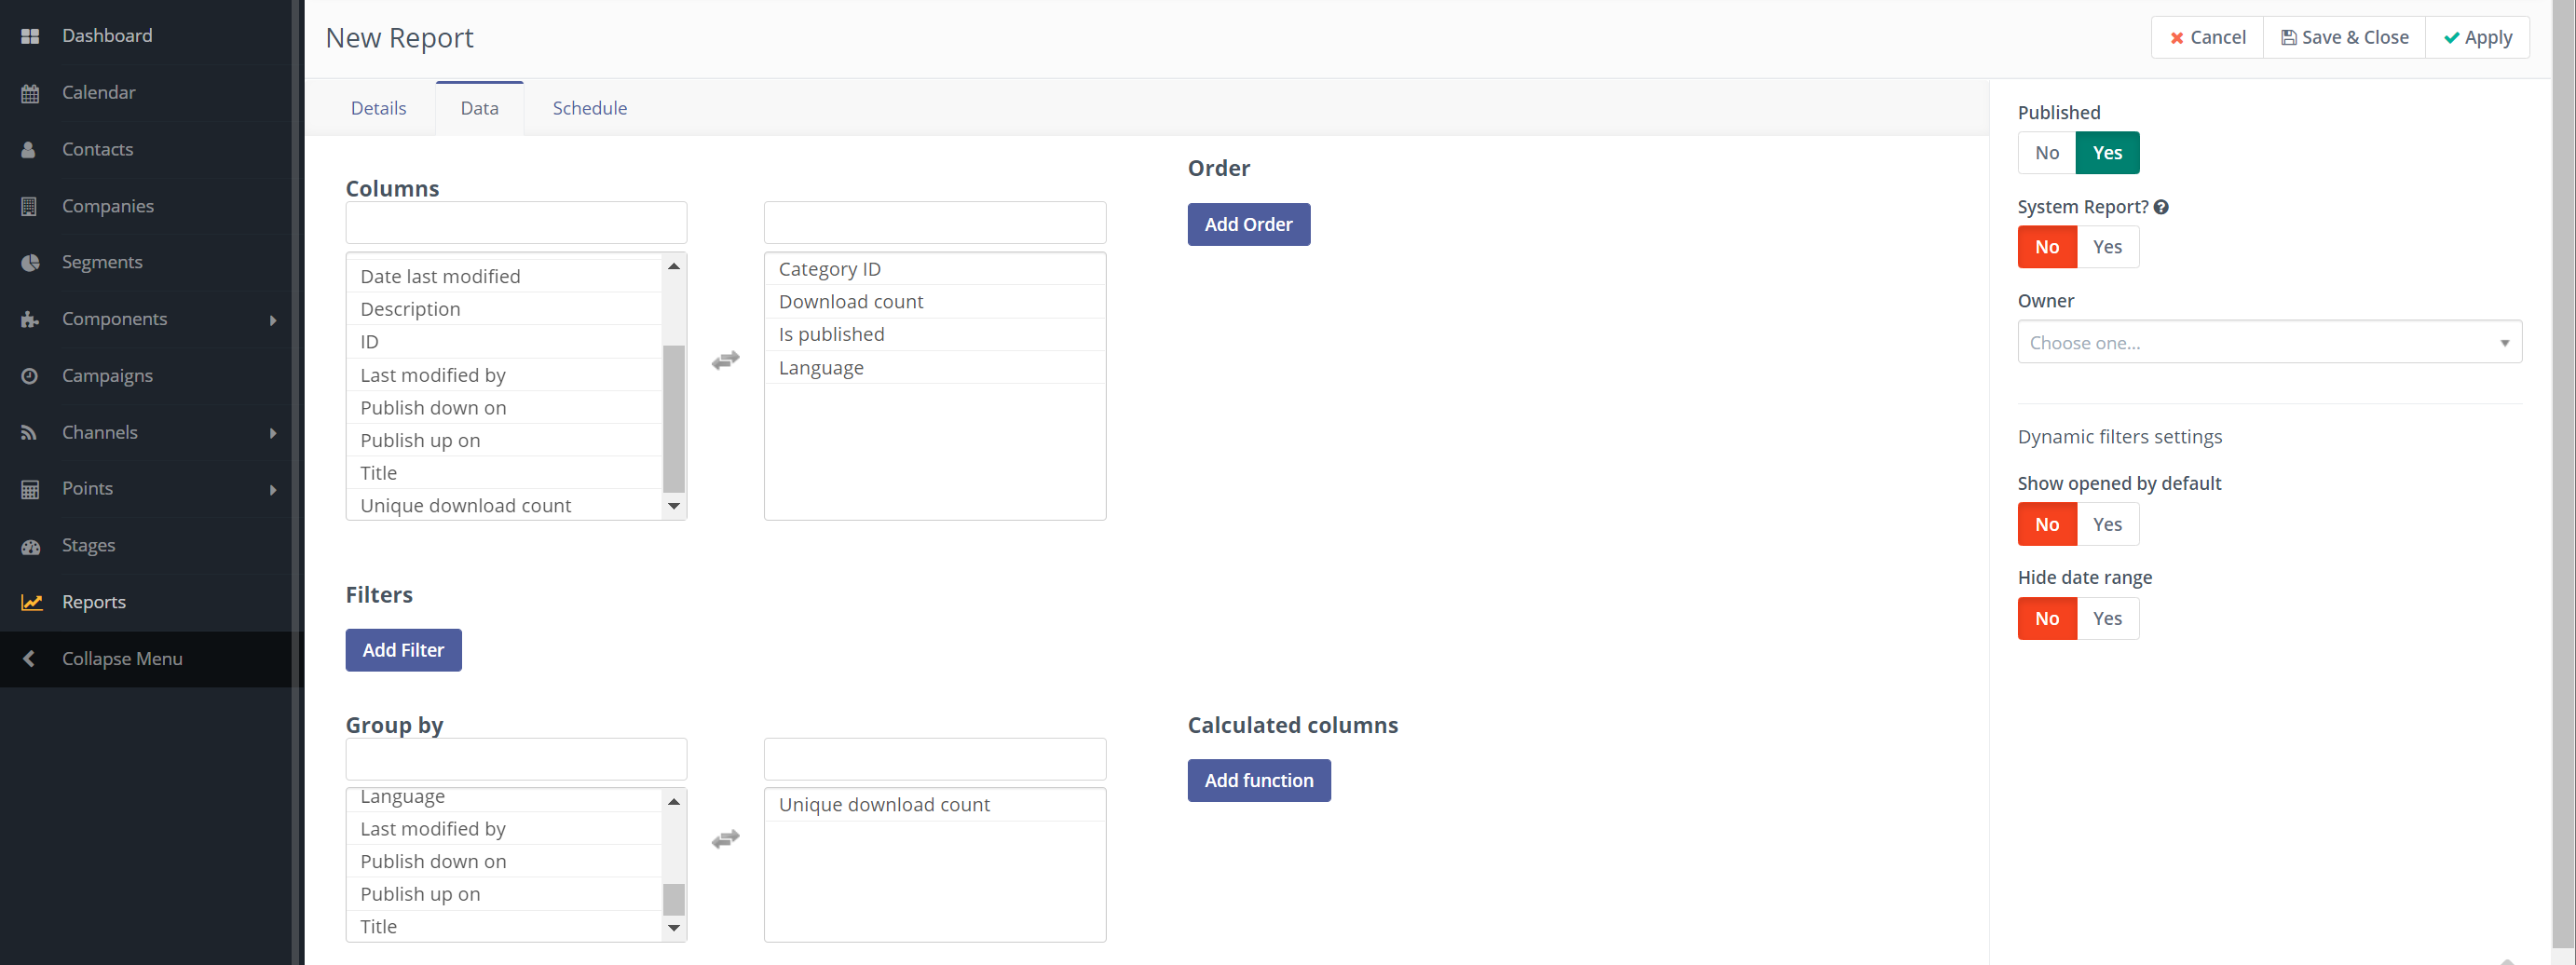 Dashboard
Calendar
Contacts
Companies
Segments
Components
Campaigns
Channels
Points
Stages
Reports
Collapse Menu
New Report
Cancel
Save & Close
Apply
Details
Data
Schedule
Columns
Date last modified
Description
ID
Last modified by
Publish down on
Publish up on
Title
Unique download count
Category ID
Download count
Is published
Language
Order
Add Order
Filters
Add Filter
Group by
Language
Last modified by
Publish down on
Publish up on
Title
Unique download count
Calculated columns
Add function
Published
No Yes
System Report?
No Yes
Owner
Choose one...
Dynamic filters settings
Show opened by default
No Yes
Hide date range
No Yes